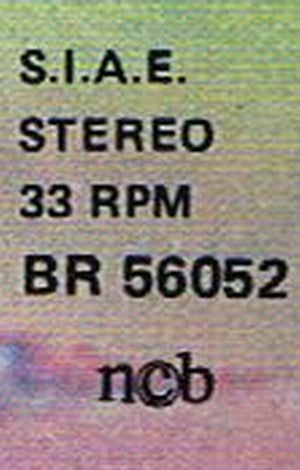 S.I.A.E.
STEREO
33 RPM
BR 56052
ncb